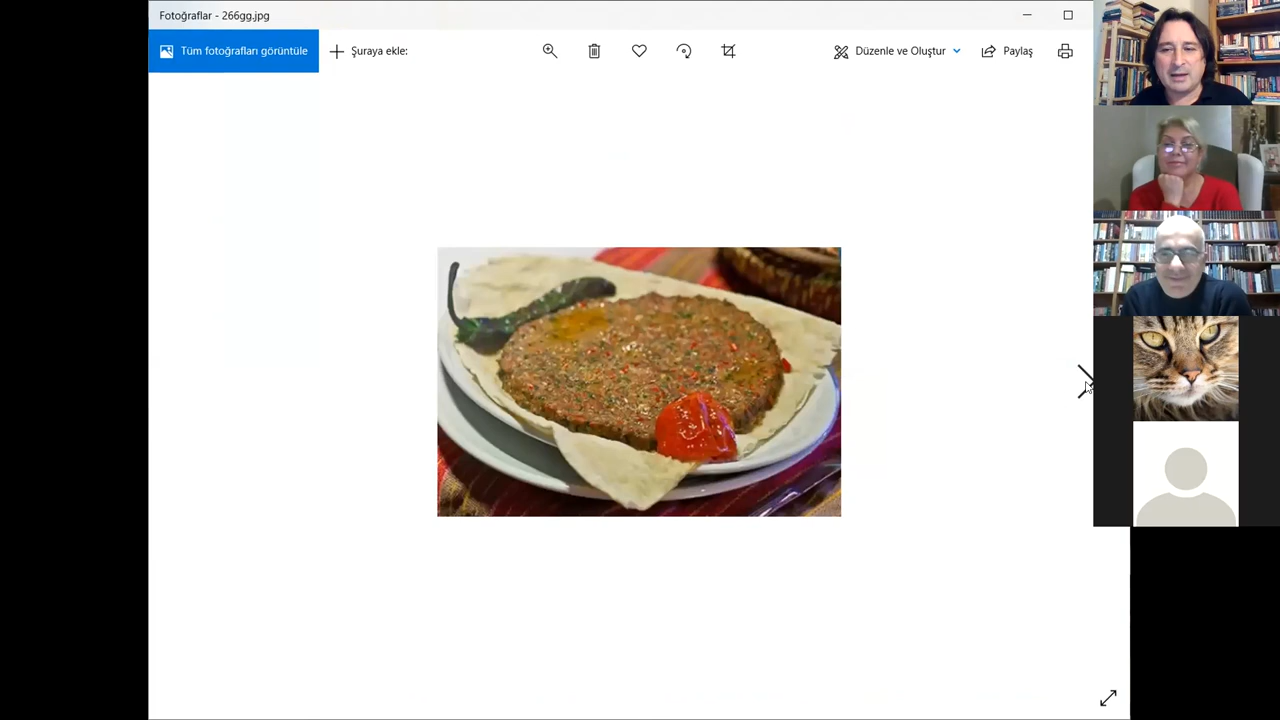 Fotoğraflar - 266gg.jpg
Tüm fotoğrafları görüntüle
Şuraya ekle:
Düzenle ve Oluştur
Paylaş